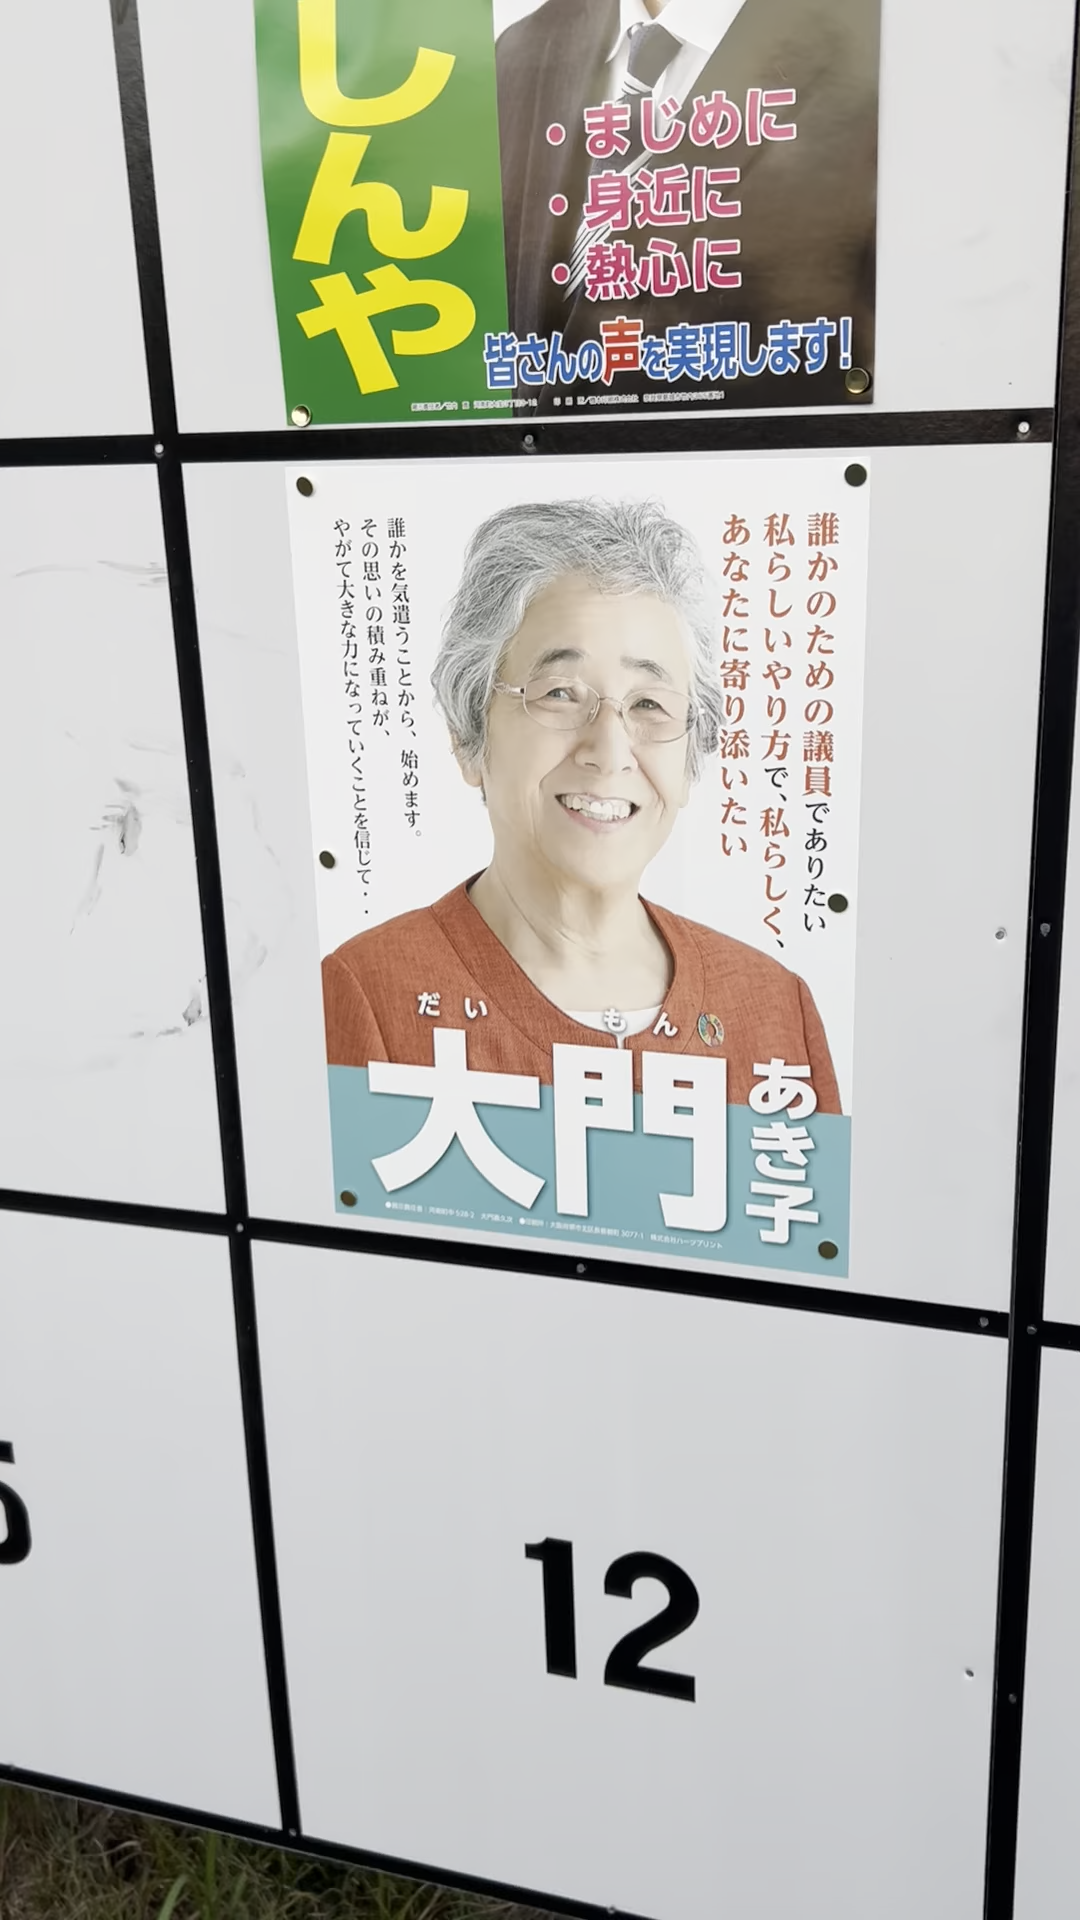 しんや
・まじめに
・身近に
・熱心に
皆さんの声を実現します!
誰かのための議員でありたい
私らしいやり方で、私らしく、
あなたに寄り添いたい
誰かを気遣うことから、始めます。
その思いの積み重ねが、
やがて大きな力になっていくことを信じて・・
だいもん
大門あき子
12